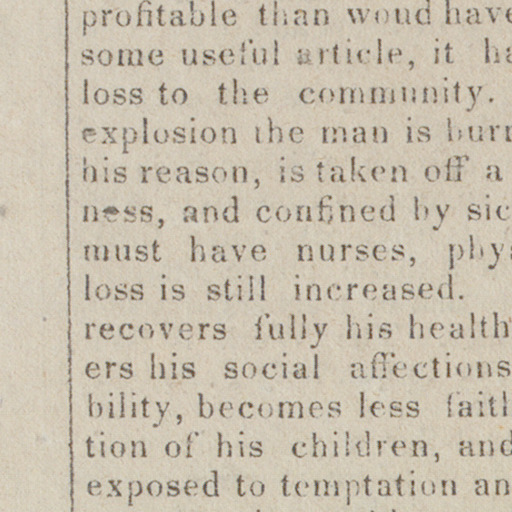 profitable than woud have
some useful article, it ha
loss to the community.
explosion the man is burn
his reason, is taken off a
ness, and confined by sic
must have nurses, phys
loss is still increased.
recovers fully his health
ers his social affections
bility, becomes less faith
tion of his children, and
exposed to temptation an